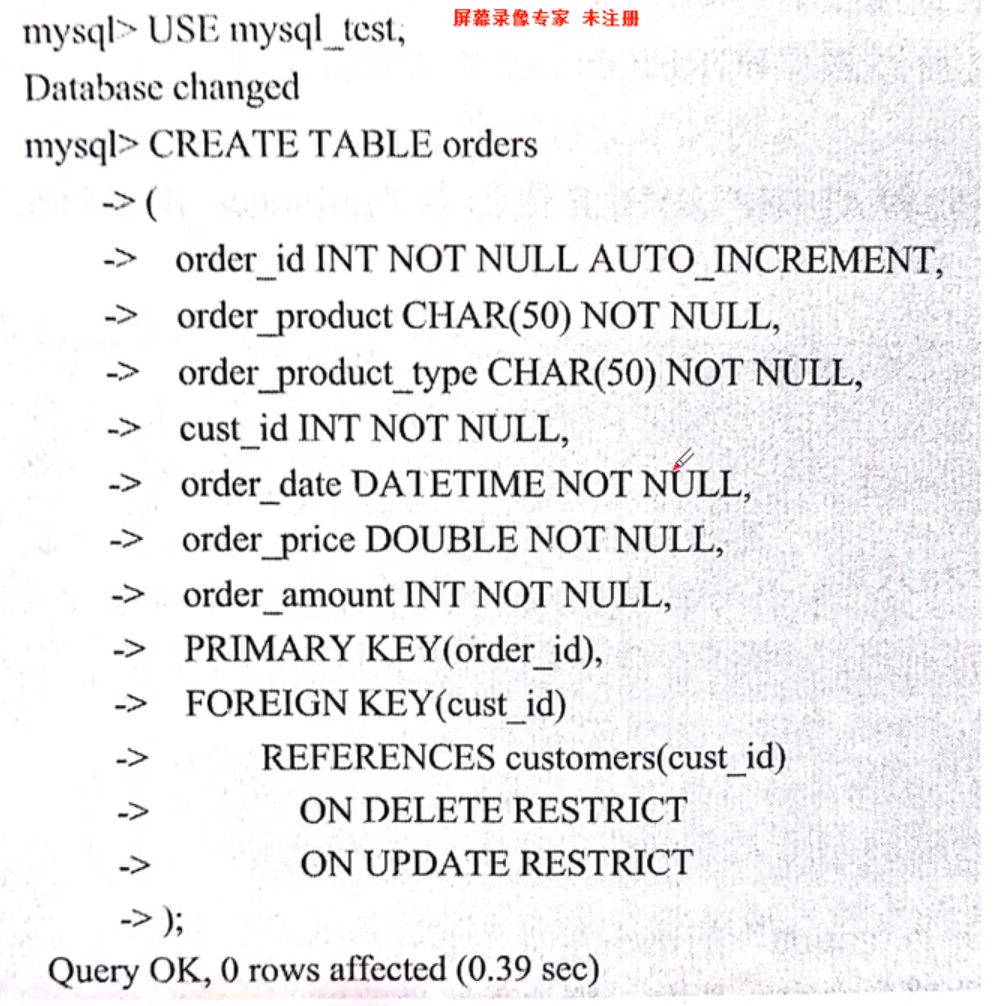 屏幕录像专家 未注册
mysql> USE mysql_test;
Database changed
mysql> CREATE TABLE orders
-> (
-> order_id INT NOT NULL AUTO_INCREMENT,
-> order_product CHAR(50) NOT NULL,
-> order_product_type CHAR(50) NOT NULL,
-> cust_id INT NOT NULL,
-> order_date DATETIME NOT NULL,
-> order_price DOUBLE NOT NULL,
-> order_amount INT NOT NULL,
-> PRIMARY KEY(order_id),
-> FOREIGN KEY(cust_id)
-> REFERENCES customers(cust_id)
-> ON DELETE RESTRICT
-> ON UPDATE RESTRICT
-> );
Query OK, 0 rows affected (0.39 sec)